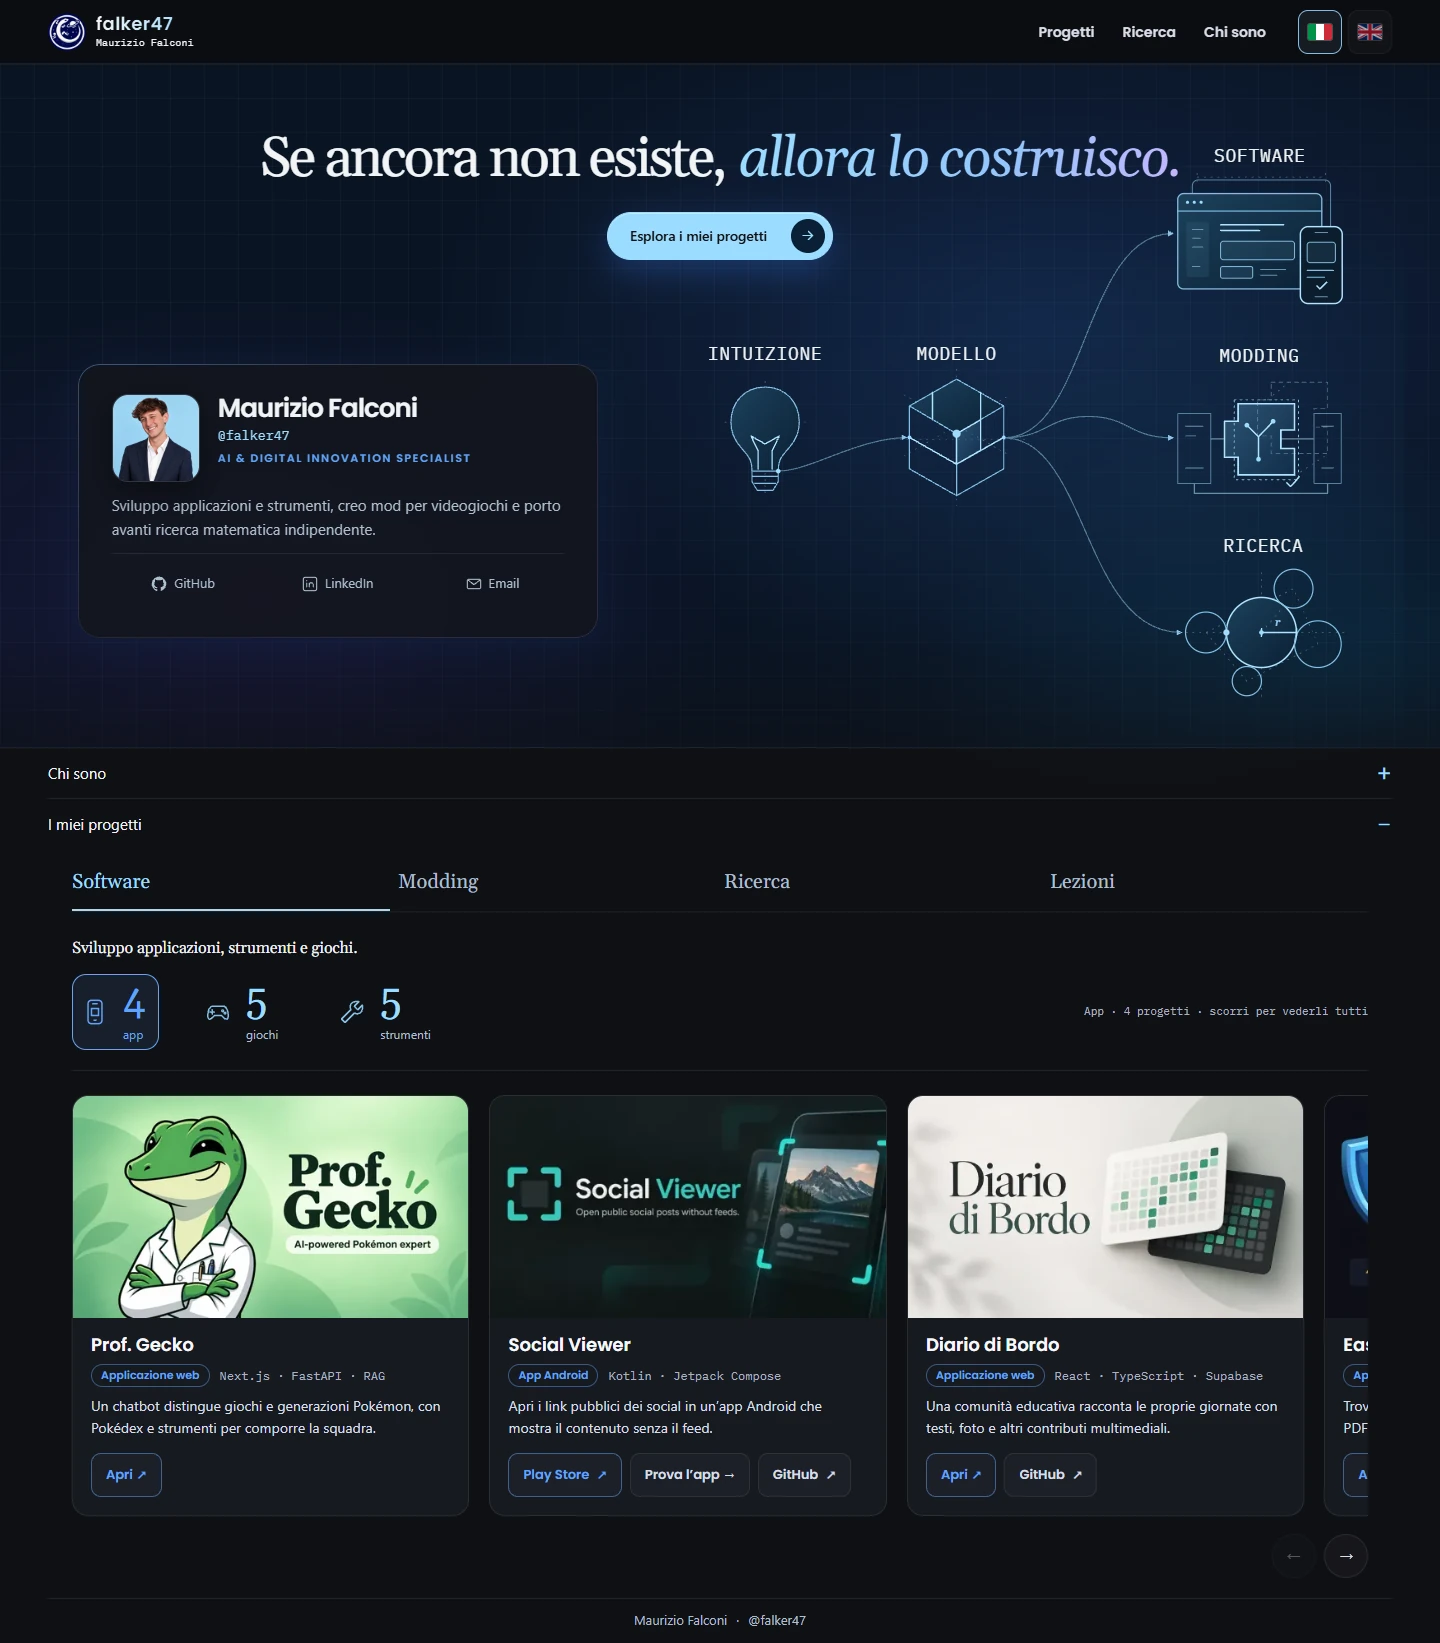 falker47
Maurizio Falconi
Progetti
Ricerca
Chi sono
Se ancora non esiste, allora lo costruisco.
Esplora i miei progetti →
SOFTWARE
INTUIZIONE
MODELLO
MODDING
RICERCA
r
Maurizio Falconi
@falker47
AI & DIGITAL INNOVATION SPECIALIST
Sviluppo applicazioni e strumenti, creo mod per videogiochi e porto
avanti ricerca matematica indipendente.
GitHub
LinkedIn
Email
Chi sono +
I miei progetti −
Software
Modding
Ricerca
Lezioni
Sviluppo applicazioni, strumenti e giochi.
4
app
5
giochi
5
strumenti
App · 4 progetti · scorri per vederli tutti
Prof.
Gecko
AI-powered Pokémon expert
Prof. Gecko
Applicazione web
Next.js · FastAPI · RAG
Un chatbot distingue giochi e generazioni Pokémon, con
Pokédex e strumenti per comporre la squadra.
Apri ↗
Social Viewer
Open public social posts without feeds.
Social Viewer
App Android
Kotlin · Jetpack Compose
Apri i link pubblici dei social in un’app Android che
mostra il contenuto senza il feed.
Play Store ↗
Prova l’app →
GitHub ↗
Diario
di Bordo
Diario di Bordo
Applicazione web
React · TypeScript · Supabase
Una comunità educativa racconta le proprie giornate con
testi, foto e altri contributi multimediali.
Apri ↗
GitHub ↗
Eas
Ap
Trov
PDF
A
← →
Maurizio Falconi · @falker47